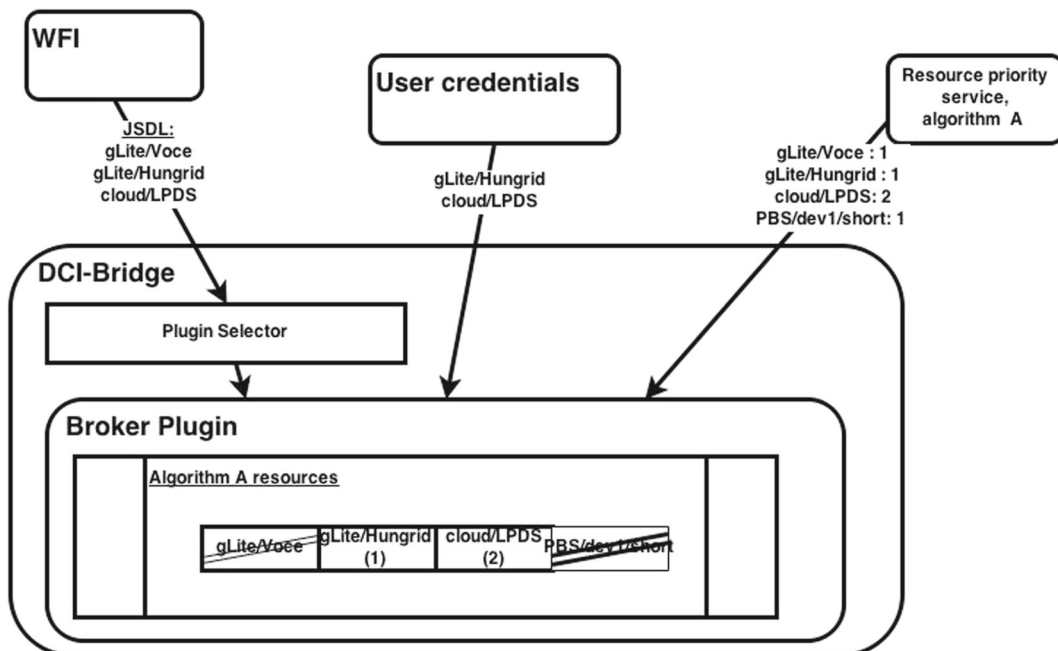 WFI
JSDL:
gLite/Voce
gLite/Hungrid
cloud/LPDS
User credentials
gLite/Hungrid
cloud/LPDS
Resource priority
service,
algorithm A
gLite/Voce : 1
gLite/Hungrid : 1
cloud/LPDS: 2
PBS/dev1/short: 1
DCI-Bridge
Plugin Selector
Broker Plugin
Algorithm A resources
gLite/Voce
gLite/Hungrid
(1)
cloud/LPDS
(2)
PBS/dev1/short